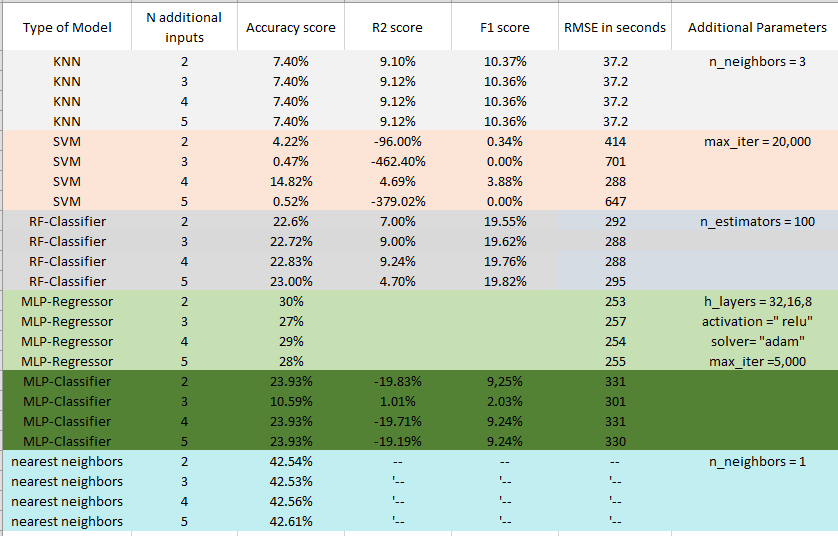 Type of Model N additional inputs Accuracy score R2 score F1 score RMSE in seconds Additional Parameters
KNN 2 7.40% 9.10% 10.37% 37.2 n_neighbors = 3
KNN 3 7.40% 9.12% 10.36% 37.2
KNN 4 7.40% 9.12% 10.36% 37.2
KNN 5 7.40% 9.12% 10.36% 37.2
SVM 2 4.22% -96.00% 0.34% 414 max_iter = 20,000
SVM 3 0.47% -462.40% 0.00% 701
SVM 4 14.82% 4.69% 3.88% 288
SVM 5 0.52% -379.02% 0.00% 647
RF-Classifier 2 22.6% 7.00% 19.55% 292 n_estimators = 100
RF-Classifier 3 22.72% 9.00% 19.62% 288
RF-Classifier 4 22.83% 9.24% 19.76% 288
RF-Classifier 5 23.00% 4.70% 19.82% 295
MLP-Regressor 2 30% 253 h_layers = 32,16,8
MLP-Regressor 3 27% 257 activation =" relu"
MLP-Regressor 4 29% 254 solver= "adam"
MLP-Regressor 5 28% 255 max_iter =5,000
MLP-Classifier 2 23.93% -19.83% 9,25% 331
MLP-Classifier 3 10.59% 1.01% 2.03% 301
MLP-Classifier 4 23.93% -19.71% 9.24% 331
MLP-Classifier 5 23.93% -19.19% 9.24% 330
nearest neighbors 2 42.54% -- -- -- n_neighbors = 1
nearest neighbors 3 42.53% '-- '-- '--
nearest neighbors 4 42.56% '-- '-- '--
nearest neighbors 5 42.61% '-- '-- '--